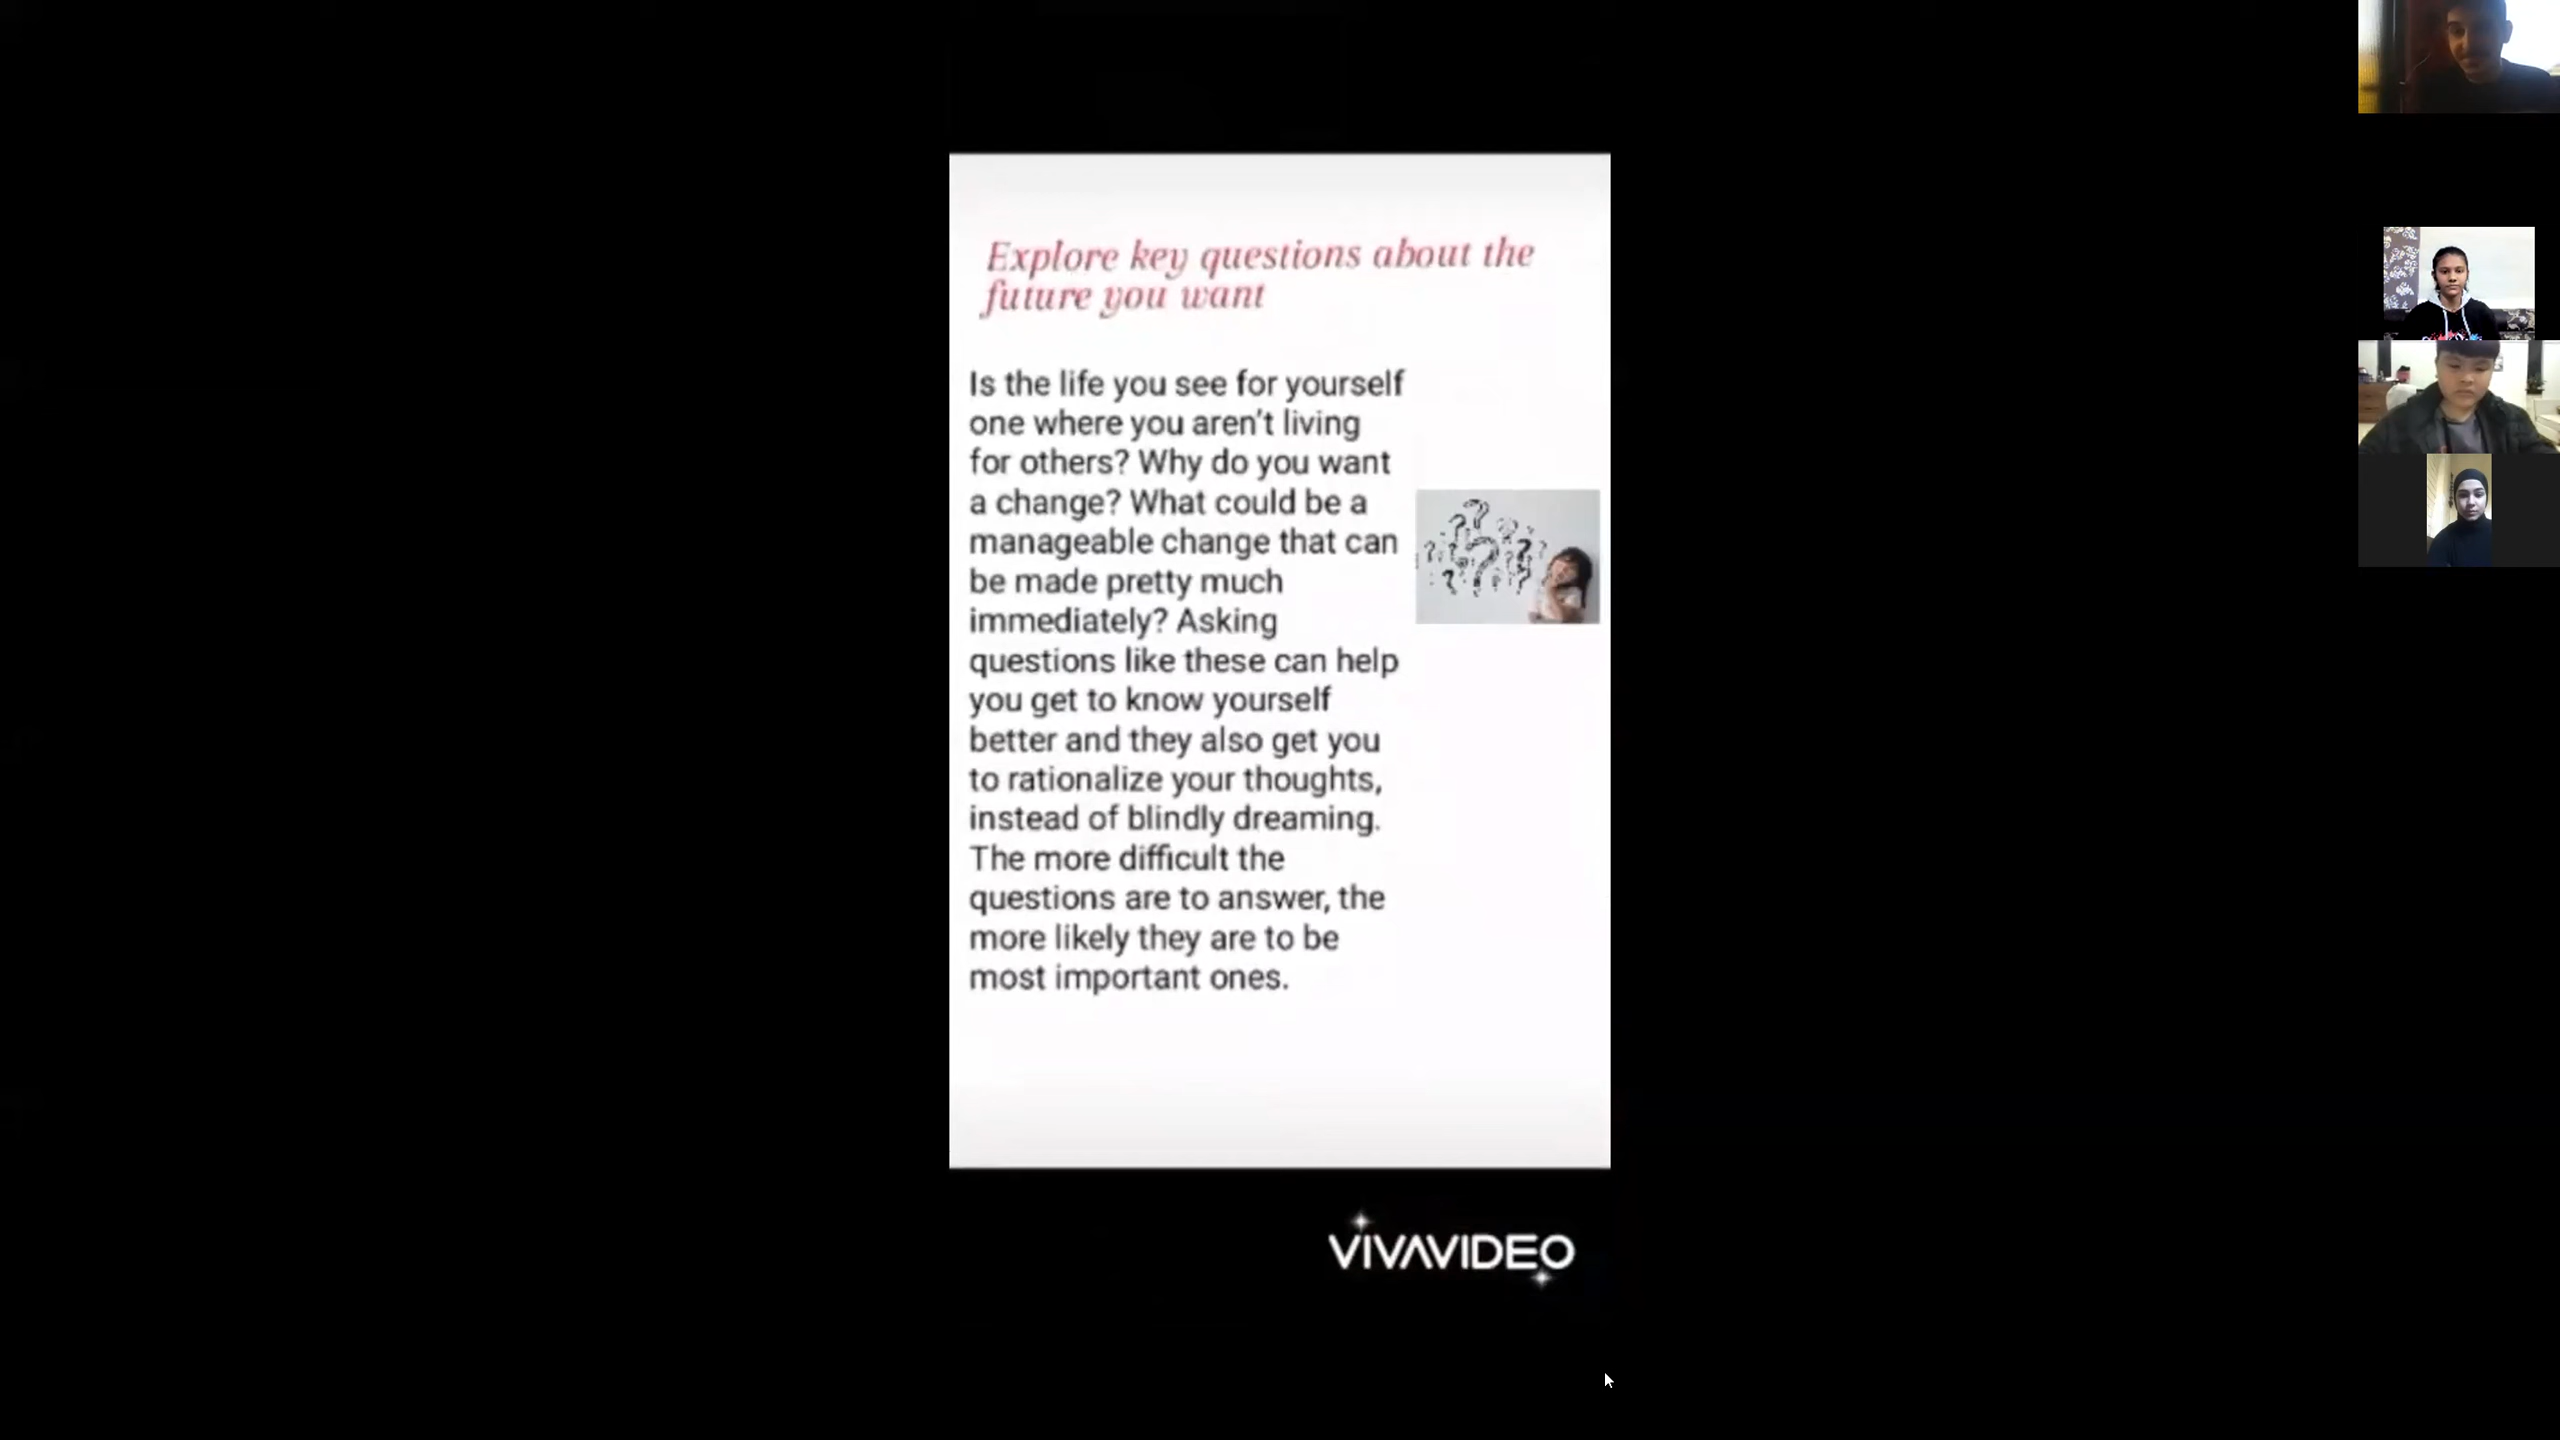 Explore key questions about the
future you want
Is the life you see for yourself
one where you aren't living
for others? Why do you want
a change? What could be a
manageable change that can
be made pretty much
immediately? Asking
questions like these can help
you get to know yourself
better and they also get you
to rationalize your thoughts,
instead of blindly dreaming.
The more difficult the
questions are to answer, the
more likely they are to be
most important ones.
VIVAVIDEO